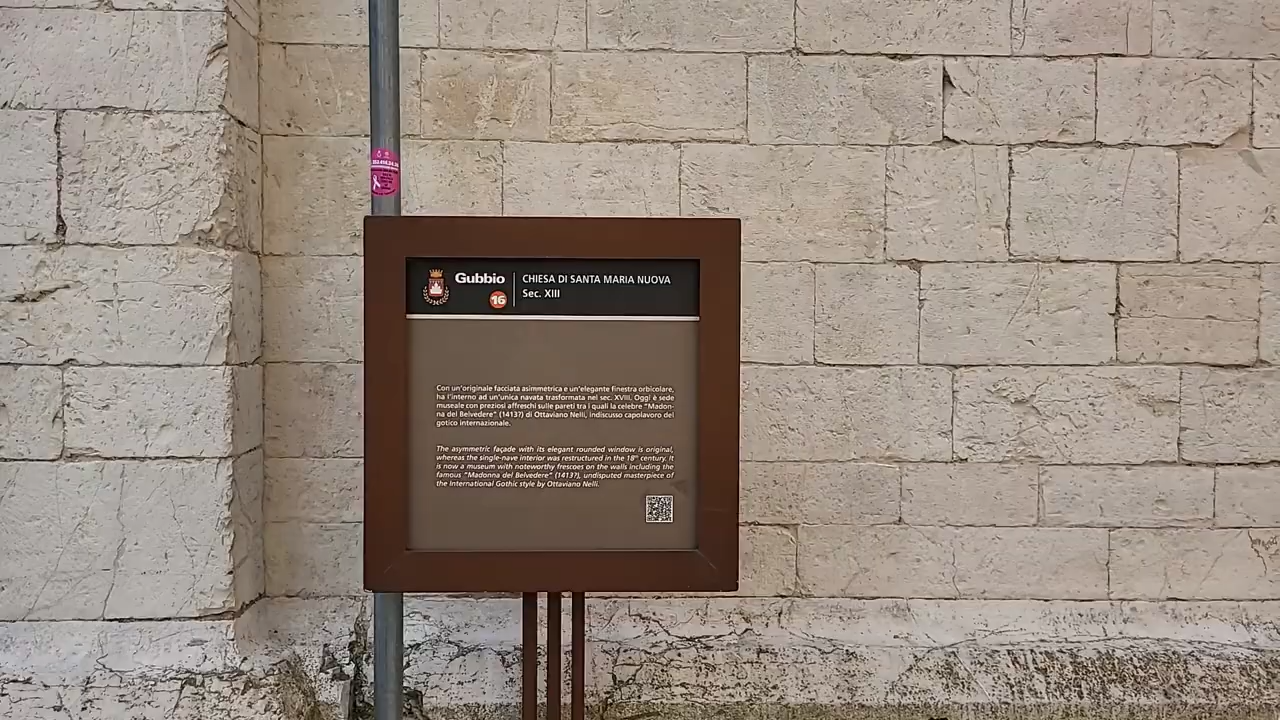 Gubbio
16
CHIESA DI SANTA MARIA NUOVA
Sec. XIII
Con un'originale facciata asimmetrica e un'elegante finestra orbicolare,
ha l'interno ad un'unica navata trasformata nel sec. XVIII. Oggi è sede
museale con preziosi affreschi sulle pareti tra i quali la celebre "Madon-
na del Belvedere" (1413?) di Ottaviano Nelli, indiscusso capolavoro del
gotico internazionale.
The asymmetric façade with its elegant rounded window is original,
whereas the single-nave interior was restructured in the 18th century. It
is now a museum with noteworthy frescoes on the walls including the
famous "Madonna del Belvedere" (1413?), undisputed masterpiece of
the International Gothic style by Ottaviano Nelli.